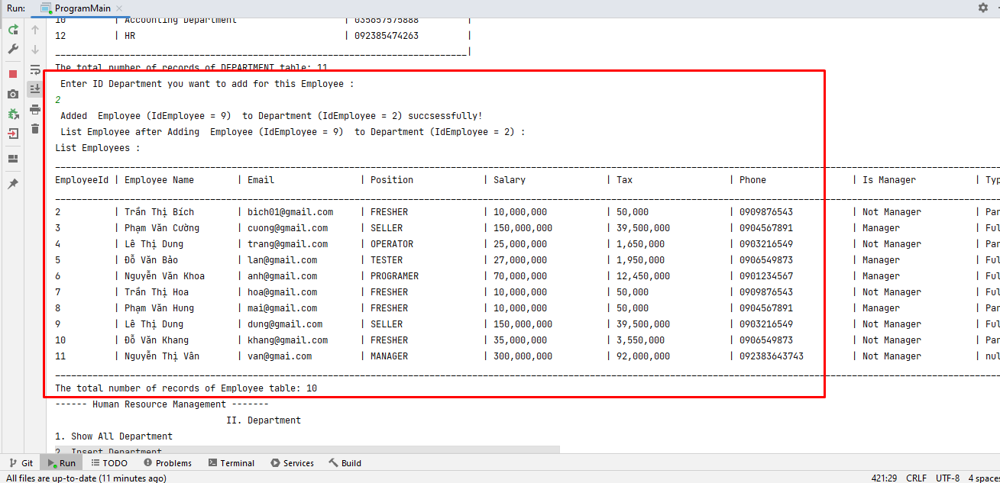 Run: ProgramMain
10 | Accounting Department | 035657575888 |
12 | HR | 092385474263 |
_____________________________________________________________________________|
The total number of records of DEPARTMENT table: 11
Enter ID Department you want to add for this Employee :
2
Added  Employee (IdEmployee = 9)  to Department (IdEmployee = 2) succsessfully!
List Employee after Adding  Employee (IdEmployee = 9)  to Department (IdEmployee = 2) :
List Employees :
EmployeeId | Employee Name | Email | Position | Salary | Tax | Phone | Is Manager | Typ
2 | Trần Thị Bích | bich01@gmail.com | FRESHER | 10,000,000 | 50,000 | 0909876543 | Not Manager | Par
3 | Phạm Văn Cường | cuong@gmail.com | SELLER | 150,000,000 | 39,500,000 | 0904567891 | Manager | Ful
4 | Lê Thị Dung | trang@gmail.com | OPERATOR | 25,000,000 | 1,650,000 | 0903216549 | Not Manager | Par
5 | Đỗ Văn Bảo | lan@gmail.com | TESTER | 27,000,000 | 1,950,000 | 0906549873 | Manager | Ful
6 | Nguyễn Văn Khoa | anh@gmail.com | PROGRAMER | 70,000,000 | 12,450,000 | 0901234567 | Manager | Ful
7 | Trần Thị Hoa | hoa@gmail.com | FRESHER | 10,000,000 | 50,000 | 0909876543 | Not Manager | Ful
8 | Phạm Văn Hung | mai@gmail.com | FRESHER | 10,000,000 | 50,000 | 0904567891 | Manager | Par
9 | Lê Thị Dung | dung@gmail.com | SELLER | 150,000,000 | 39,500,000 | 0903216549 | Not Manager | Ful
10 | Đỗ Văn Khang | khang@gmail.com | FRESHER | 35,000,000 | 3,550,000 | 0906549873 | Not Manager | Par
11 | Nguyễn Thị Vân | van@gmai.com | MANAGER | 300,000,000 | 92,000,000 | 092383643743 | Not Manager | nul
The total number of records of Employee table: 10
------ Human Resource Management -------
II. Department
1. Show All Department
2. Insert Department
Git Run TODO Problems Terminal Services Build
All files are up-to-date (11 minutes ago) 421:29 CRLF UTF-8 4 spaces